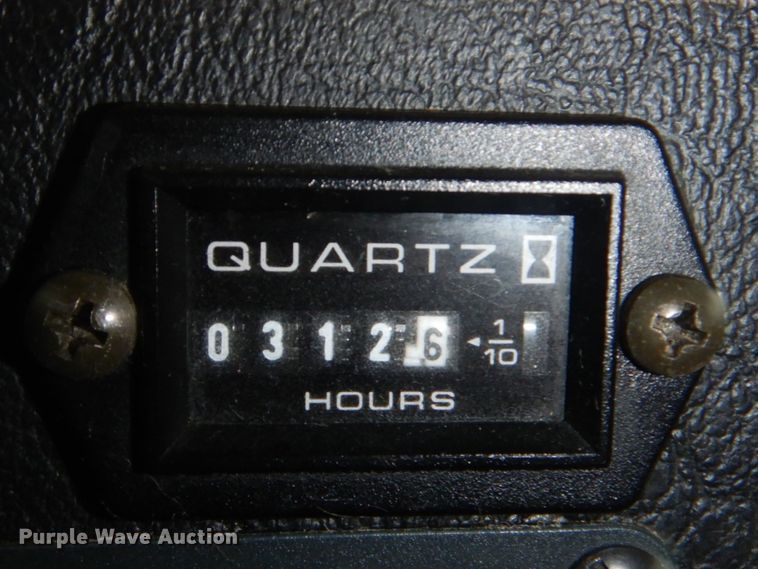 QUARTZ
0 3 1 2 6 ◄ 1/10
HOURS
Purple Wave Auction